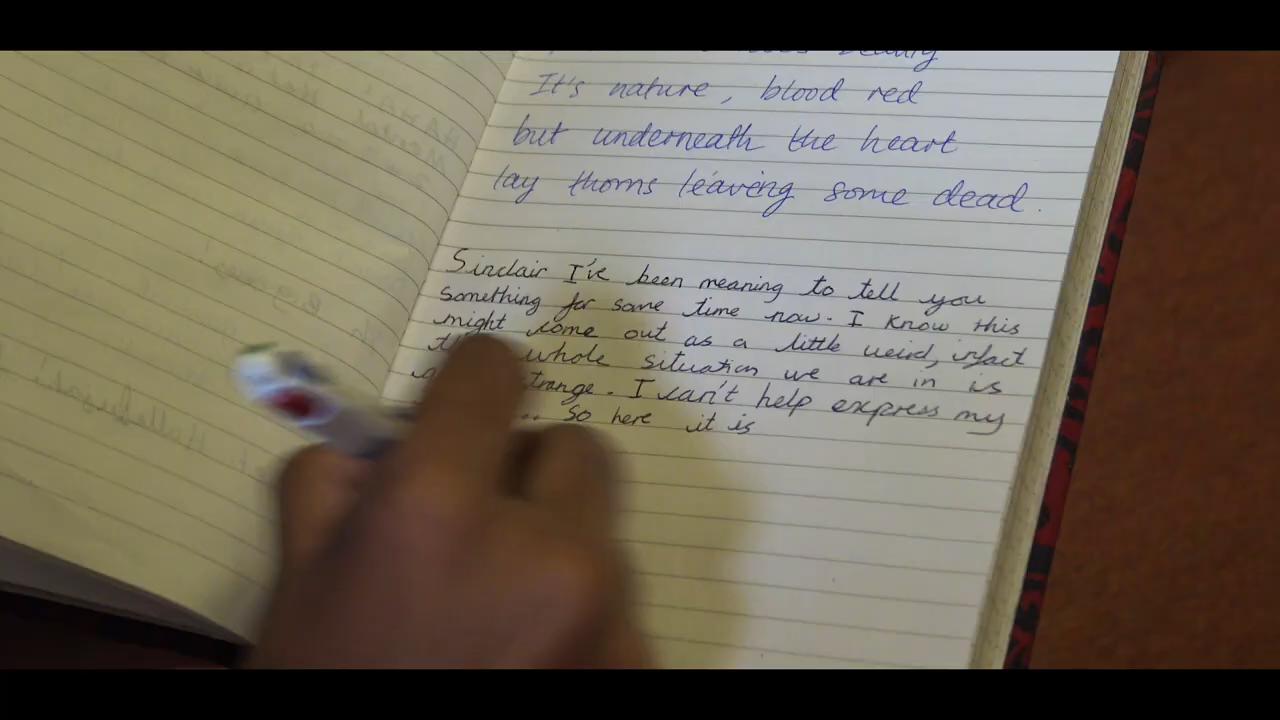 It's nature, blood red
but underneath the heart
lay thorns leaving some dead.
Sinclair I've been meaning to tell you
something for some time now. I know this
might come out as a little weird, infact
whole situation we are in is
strange. I can't help express my
.. So here it is